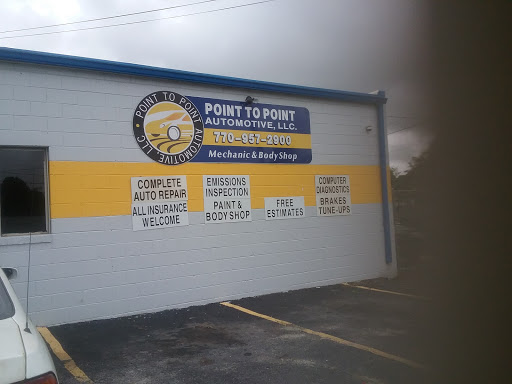 POINT TO POINT AUTOMOTIVE, LLC.
POINT TO POINT
AUTOMOTIVE, LLC.
770-957-2900
Mechanic & Body Shop
COMPLETE
AUTO REPAIR
ALL INSURANCE
WELCOME
EMISSIONS
INSPECTION
PAINT &
BODY SHOP
FREE
ESTIMATES
COMPUTER
DIAGNOSTICS
BRAKES
TUNE-UPS